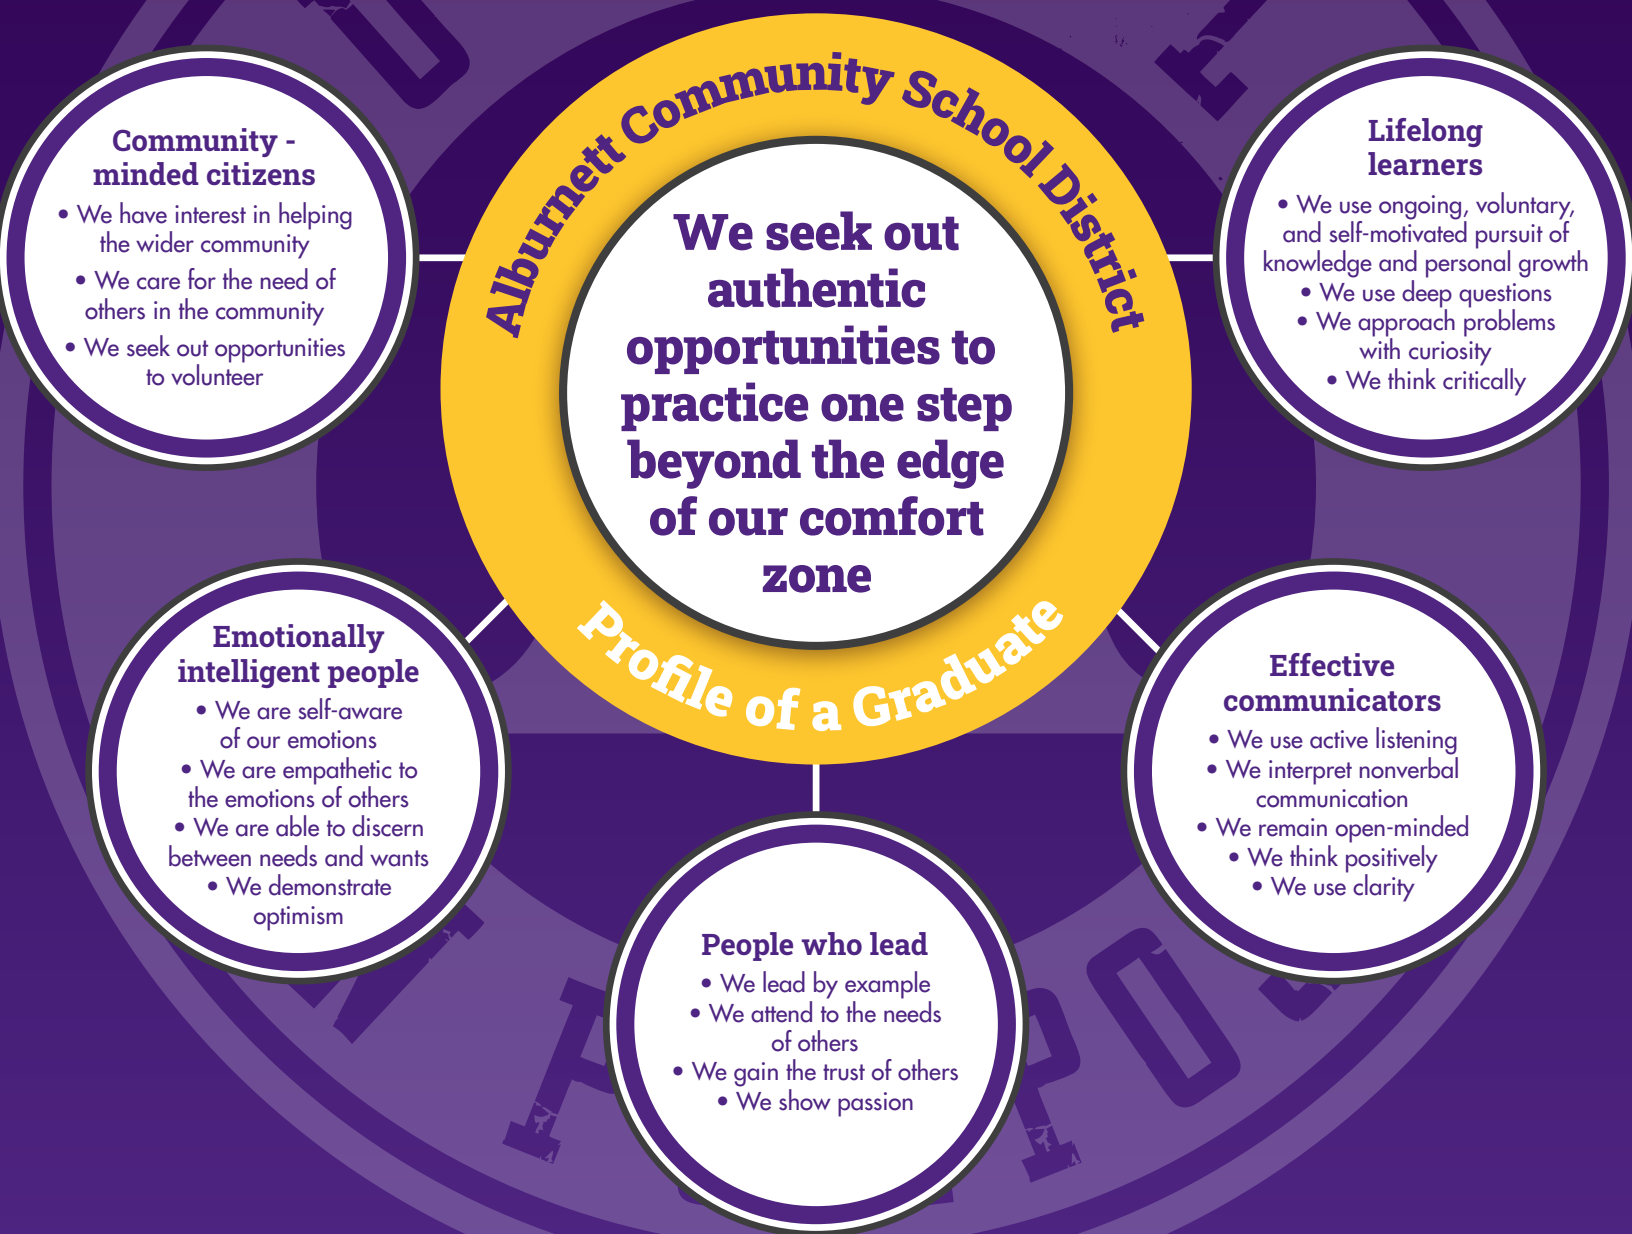 Alburnett Community School District
We seek out
authentic
opportunities to
practice one step
beyond the edge
of our comfort
zone
Profile of a Graduate
Community -
minded citizens
• We have interest in helping
the wider community
• We care for the need of
others in the community
• We seek out opportunities
to volunteer
Lifelong
learners
• We use ongoing, voluntary,
and self-motivated pursuit of
knowledge and personal growth
• We use deep questions
• We approach problems
with curiosity
• We think critically
Emotionally
intelligent people
• We are self-aware
of our emotions
• We are empathetic to
the emotions of others
• We are able to discern
between needs and wants
• We demonstrate
optimism
Effective
communicators
• We use active listening
• We interpret nonverbal
communication
• We remain open-minded
• We think positively
• We use clarity
People who lead
• We lead by example
• We attend to the needs
of others
• We gain the trust of others
• We show passion